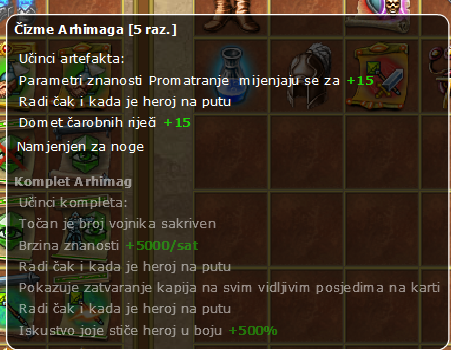 Čizme Arhimaga [5 raz.]
Učinci artefakta:
Parametri znanosti Promatranje mijenjaju se za +15
Radi čak i kada je heroj na putu
Domet čarobnih riječi +15
Namjenjen za noge
Komplet Arhimag
Učinci kompleta:
Točan je broj vojnika sakriven
Brzina znanosti +5000/sat
Radi čak i kada je heroj na putu
Pokazuje zatvaranje kapija na svim vidljivim posjedima na karti
Radi čak i kada je heroj na putu
Iskustvo joje stiče heroj u boju +500%